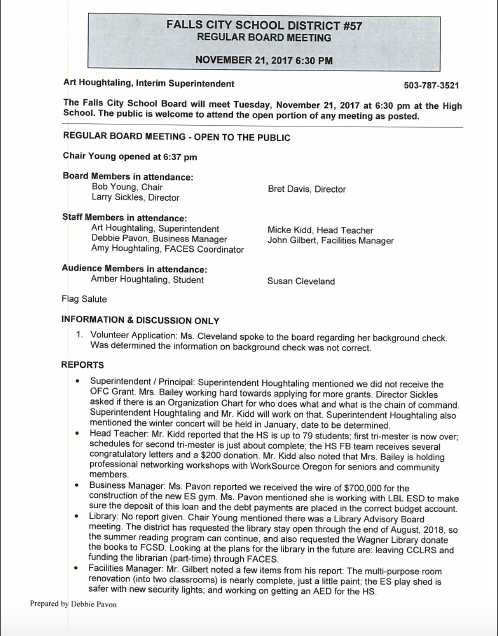 FALLS CITY SCHOOL DISTRICT #57
REGULAR BOARD MEETING
NOVEMBER 21, 2017 6:30 PM
Art Houghtaling, Interim Superintendent 503-787-3521
The Falls City School Board will meet Tuesday, November 21, 2017 at 6:30 pm at the High
School. The public is welcome to attend the open portion of any meeting as posted.
REGULAR BOARD MEETING - OPEN TO THE PUBLIC
Chair Young opened at 6:37 pm
Board Members in attendance:
Bob Young, Chair Bret Davis, Director
Larry Sickles, Director
Staff Members in attendance:
Art Houghtaling, Superintendent Micke Kidd, Head Teacher
Debbie Pavon, Business Manager John Gilbert, Facilities Manager
Amy Houghtaling, FACES Coordinator
Audience Members in attendance:
Amber Houghtaling, Student Susan Cleveland
Flag Salute
INFORMATION & DISCUSSION ONLY
1. Volunteer Application: Ms. Cleveland spoke to the board regarding her background check.
Was determined the information on background check was not correct.
REPORTS
• Superintendent / Principal: Superintendent Houghtaling mentioned we did not receive the
OFC Grant. Mrs. Bailey working hard towards applying for more grants. Director Sickles
asked if there is an Organization Chart for who does what and what is the chain of command.
Superintendent Houghtaling and Mr. Kidd will work on that. Superintendent Houghtaling also
mentioned the winter concert will be held in January, date to be determined.
• Head Teacher: Mr. Kidd reported that the HS is up to 79 students; first tri-mester is now over;
schedules for second tri-mester is just about complete; the HS FB team receives several
congratulatory letters and a $200 donation. Mr. Kidd also noted that Mrs. Bailey is holding
professional networking workshops with WorkSource Oregon for seniors and community
members.
• Business Manager: Ms. Pavon reported we received the wire of $700,000 for the
construction of the new ES gym. Ms. Pavon mentioned she is working with LBL ESD to make
sure the deposit of this loan and the debt payments are placed in the correct budget account.
• Library: No report given. Chair Young mentioned there was a Library Advisory Board
meeting. The district has requested the library stay open through the end of August, 2018, so
the summer reading program can continue, and also requested the Wagner Library donate
the books to FCSD. Looking at the plans for the library in the future are: leaving CCLRS and
funding the librarian (part-time) through FACES.
• Facilities Manager: Mr. Gilbert noted a few items from his report: The multi-purpose room
renovation (into two classrooms) is nearly complete, just a little paint; the ES play shed is
safer with new security lights; and working on getting an AED for the HS.
Prepared by Debbie Pavon